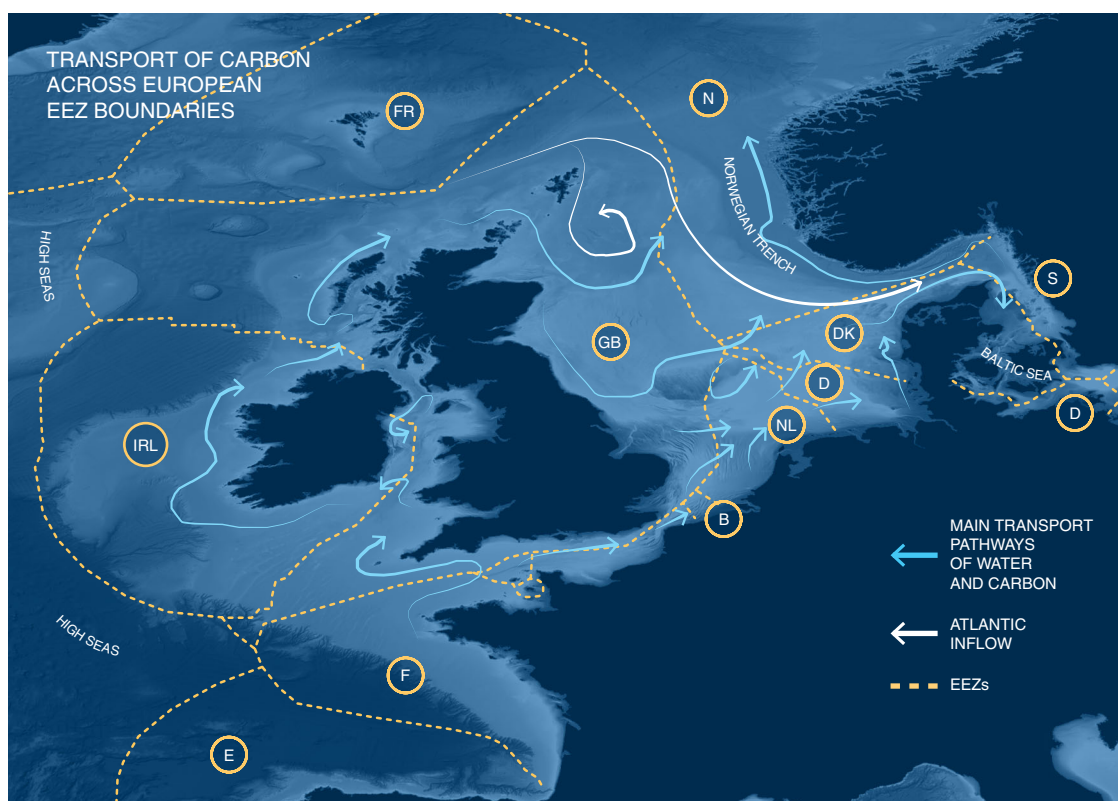 TRANSPORT OF CARBON
ACROSS EUROPEAN
EEZ BOUNDARIES
FR
N
NORWEGIAN TRENCH
HIGH SEAS
S
GB
DK
BALTIC SEA
D
D
NL
IRL
B
MAIN TRANSPORT
PATHWAYS
OF WATER
AND CARBON
ATLANTIC
INFLOW
HIGH SEAS
F
EEZs
E